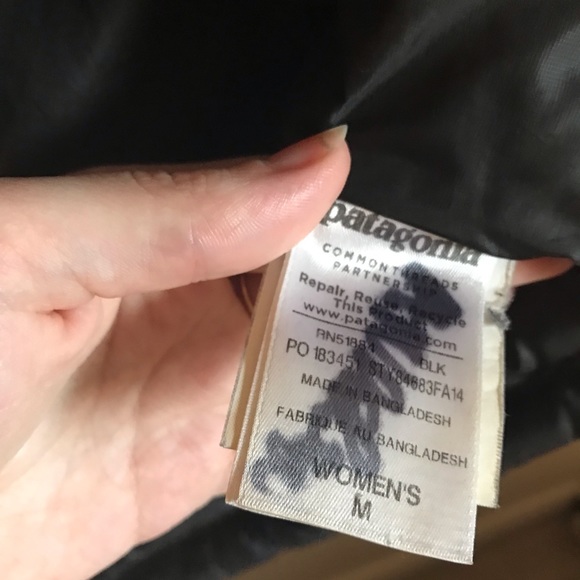 patagonia
COMMON THREADS
PARTNERSHIP
Repair, Reuse, Recycle
This Product
www.patagonia.com
RN51884 BLK
PO 183451 STY84683FA14
MADE IN BANGLADESH
FABRIQUE AU BANGLADESH
WOMEN'S
M